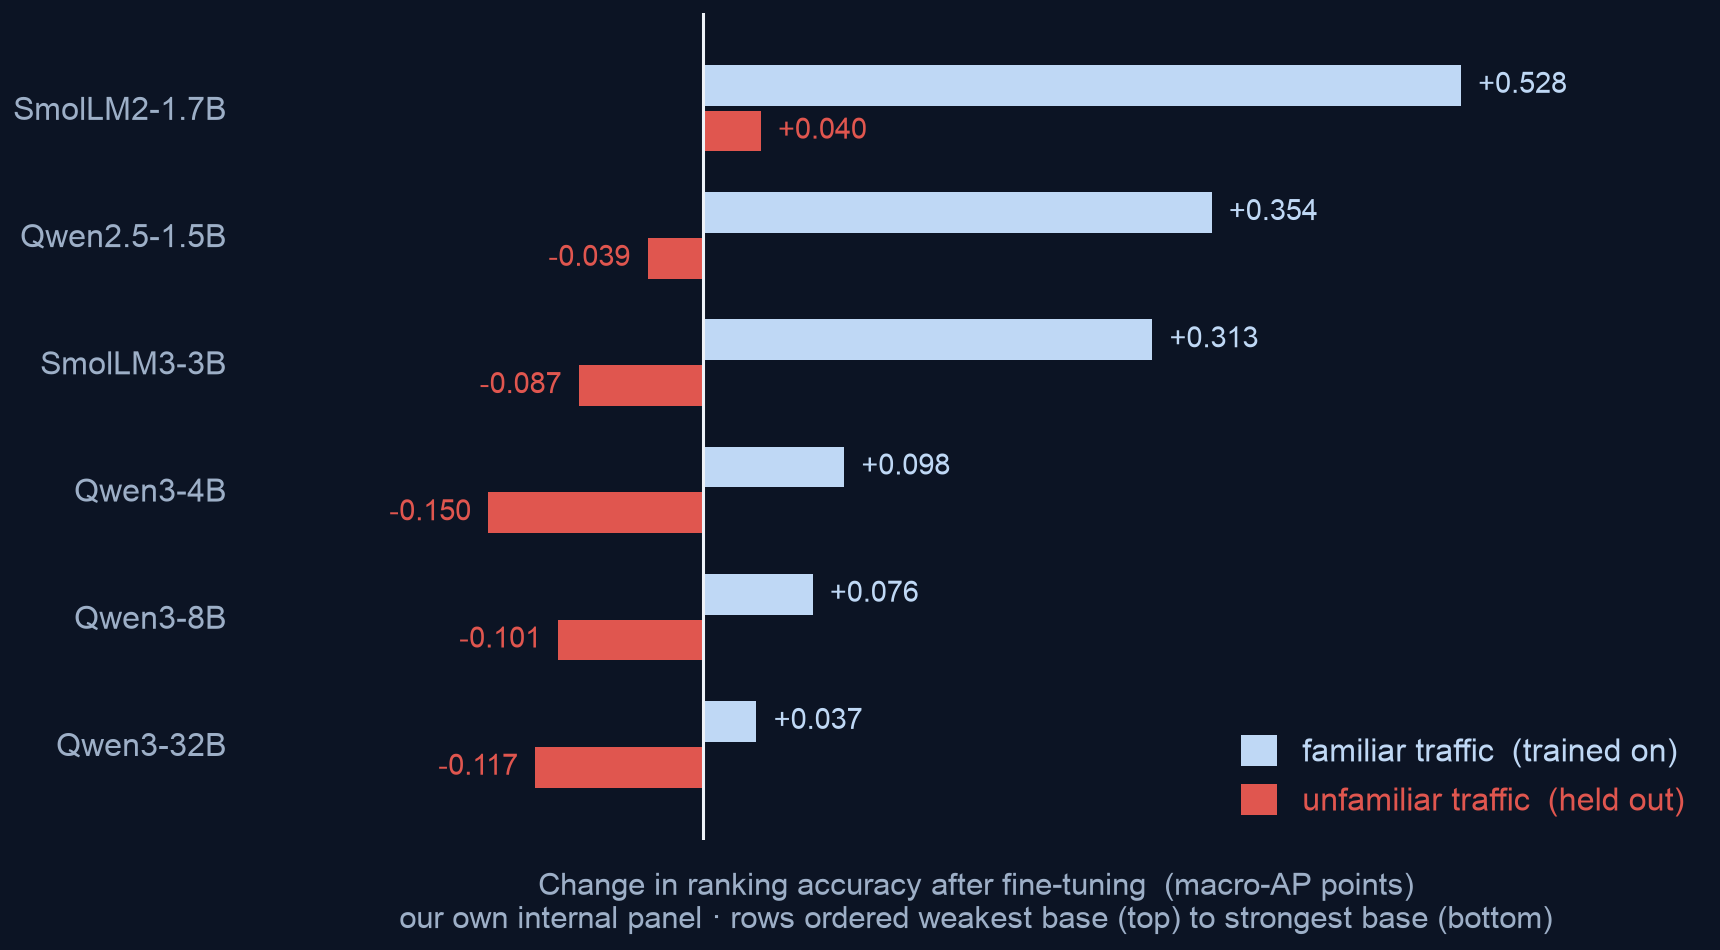 SmolLM2-1.7B
+0.528
+0.040
Qwen2.5-1.5B
+0.354
-0.039
SmolLM3-3B
+0.313
-0.087
Qwen3-4B
+0.098
-0.150
Qwen3-8B
+0.076
-0.101
Qwen3-32B
+0.037
-0.117
familiar traffic (trained on)
unfamiliar traffic (held out)
Change in ranking accuracy after fine-tuning (macro-AP points)
our own internal panel · rows ordered weakest base (top) to strongest base (bottom)